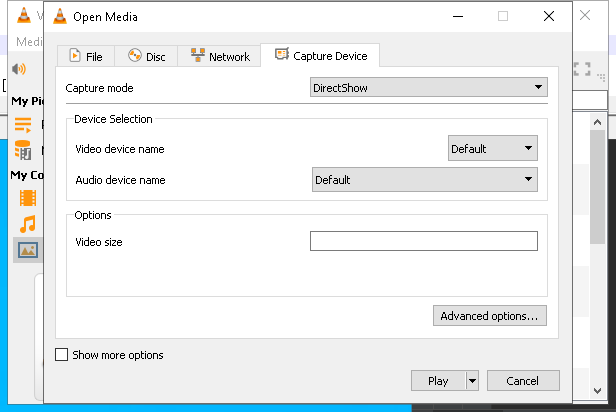 V
Open Media
Medi
File
Disc
Network
Capture Device
Capture mode
DirectShow
My Pi
Device Selection
Video device name
Default
Audio device name
Default
My Co
Options
Video size
Advanced options...
Show more options
Play
Cancel